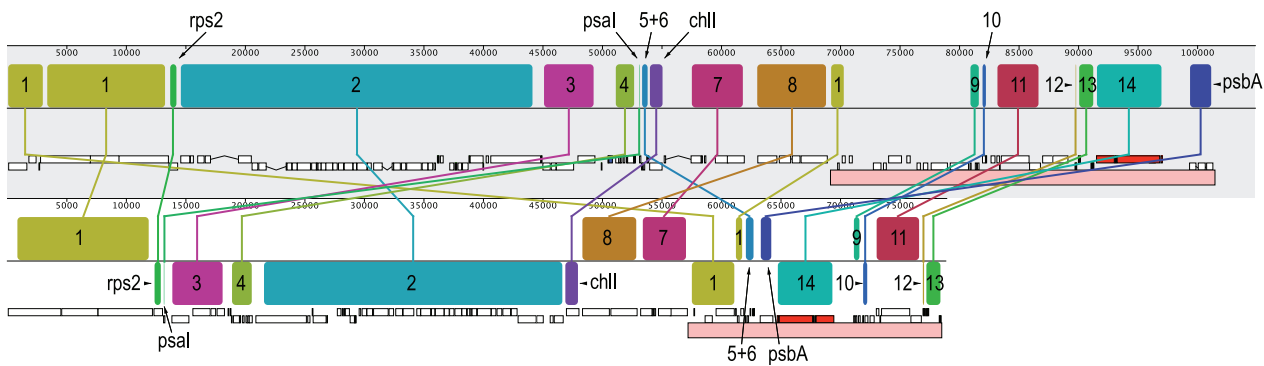 rps2 psaI 5+6 chlI 10
5000 10000 20000 25000 30000 35000 40000 45000 50000 60000 65000 70000 75000 80000 85000 90000 95000 100000
1 1 2 3 4 7 8 1 9 11 12 13 14 psbA
5000 10000 15000 20000 25000 30000 35000 40000 45000 50000 55000 60000 65000 70000 75000
1 8 7 1 9 11
rps2 3 4 2 chlI 1 14 10 12 13
psaI 5+6 psbA